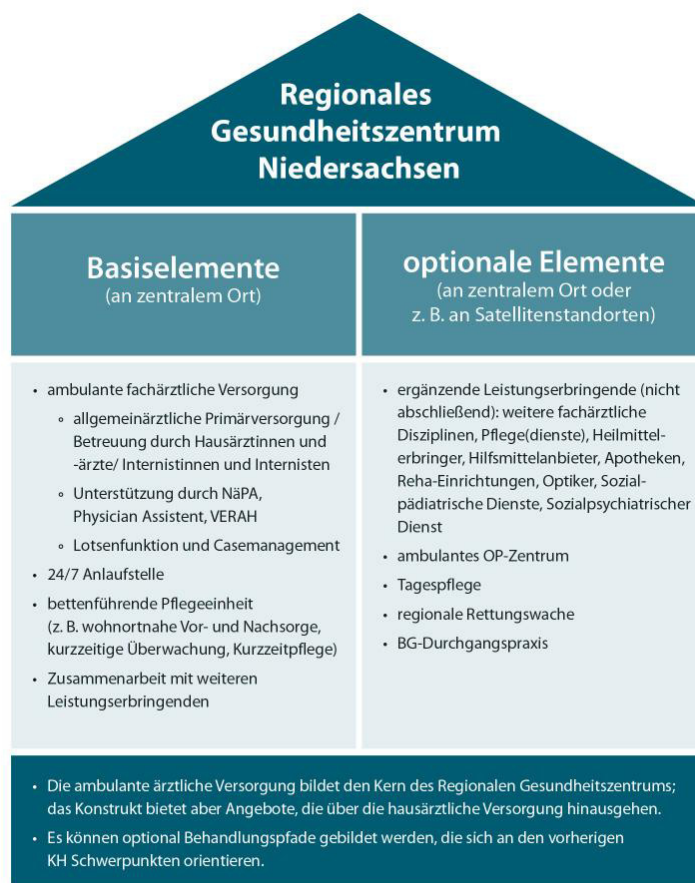 Regionales
Gesundheitszentrum
Niedersachsen
Basiselemente
(an zentralem Ort)
• ambulante fachärztliche Versorgung
∘ allgemeinärztliche Primärversorgung /
Betreuung durch Hausärztinnen und
-ärzte/ Internistinnen und Internisten
∘ Unterstützung durch NäPA,
Physician Assistent, VERAH
∘ Lotsenfunktion und Casemanagement
• 24/7 Anlaufstelle
• bettenführende Pflegeeinheit
(z. B. wohnortnahe Vor- und Nachsorge,
kurzzeitige Überwachung, Kurzzeitpflege)
• Zusammenarbeit mit weiteren
Leistungserbringenden
optionale Elemente
(an zentralem Ort oder
z. B. an Satellitenstandorten)
• ergänzende Leistungserbringende (nicht
abschließend): weitere fachärztliche
Disziplinen, Pflege(dienste), Heilmittel-
erbringer, Hilfsmittelanbieter, Apotheken,
Reha-Einrichtungen, Optiker, Sozial-
pädiatrische Dienste, Sozialpsychiatrischer
Dienst
• ambulantes OP-Zentrum
• Tagespflege
• regionale Rettungswache
• BG-Durchgangspraxis
• Die ambulante ärztliche Versorgung bildet den Kern des Regionalen Gesundheitszentrums;
das Konstrukt bietet aber Angebote, die über die hausärztliche Versorgung hinausgehen.
• Es können optional Behandlungspfade gebildet werden, die sich an den vorherigen
KH Schwerpunkten orientieren.